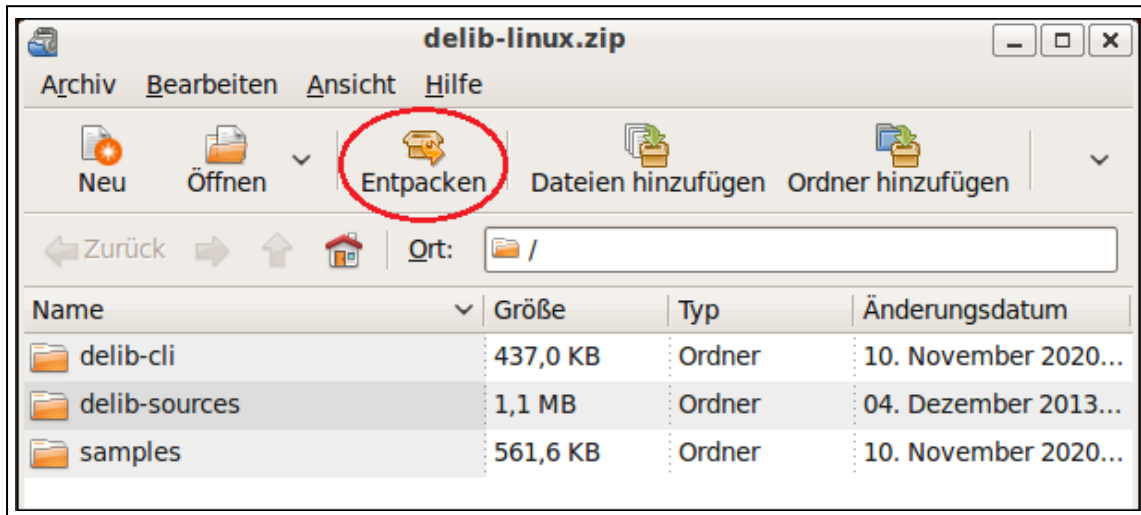 delib-linux.zip
Archiv Bearbeiten Ansicht Hilfe
Neu Öffnen Entpacken Dateien hinzufügen Ordner hinzufügen
Zurück Ort: /
Name Größe Typ Änderungsdatum
delib-cli 437,0 KB Ordner 10. November 2020...
delib-sources 1,1 MB Ordner 04. Dezember 2013...
samples 561,6 KB Ordner 10. November 2020...